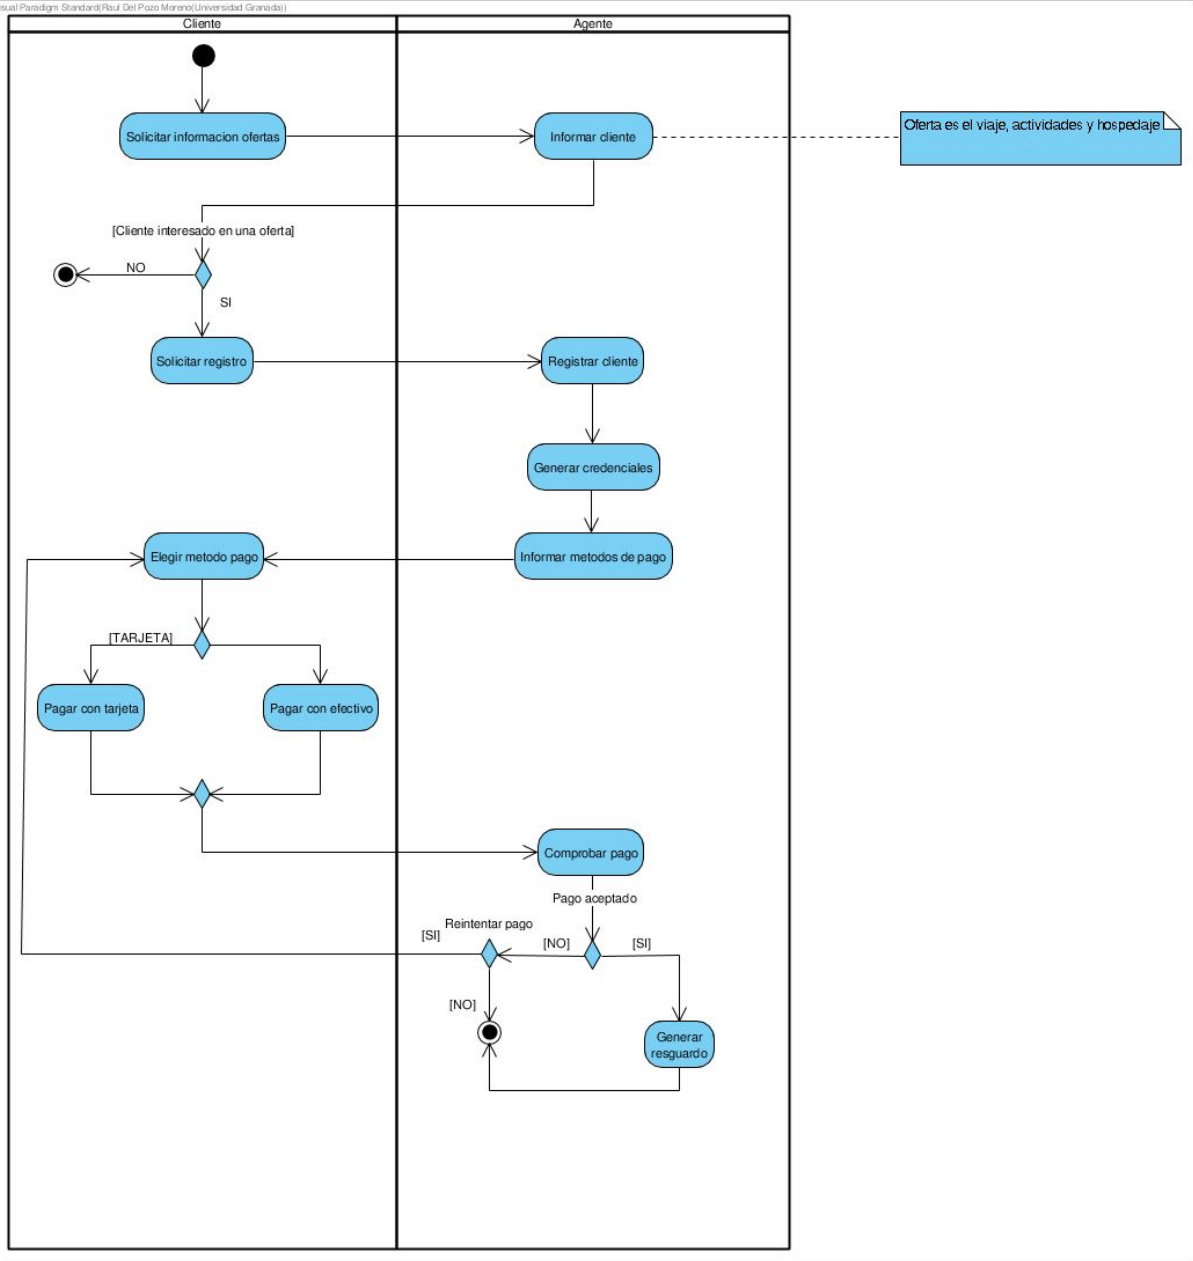 sual Paradigm Standard(Raul Del Pozo Moreno(Universidad Granada))
Cliente
Agente
Solicitar informacion ofertas
Informar cliente
Oferta es el viaje, actividades y hospedaje
[Cliente interesado en una oferta]
NO
SI
Solicitar registro
Registrar cliente
Generar credenciales
Elegir metodo pago
Informar metodos de pago
[TARJETA]
Pagar con tarjeta
Pagar con efectivo
Comprobar pago
Pago aceptado
Reintentar pago
[SI]
[NO]
[SI]
[NO]
Generar
resguardo